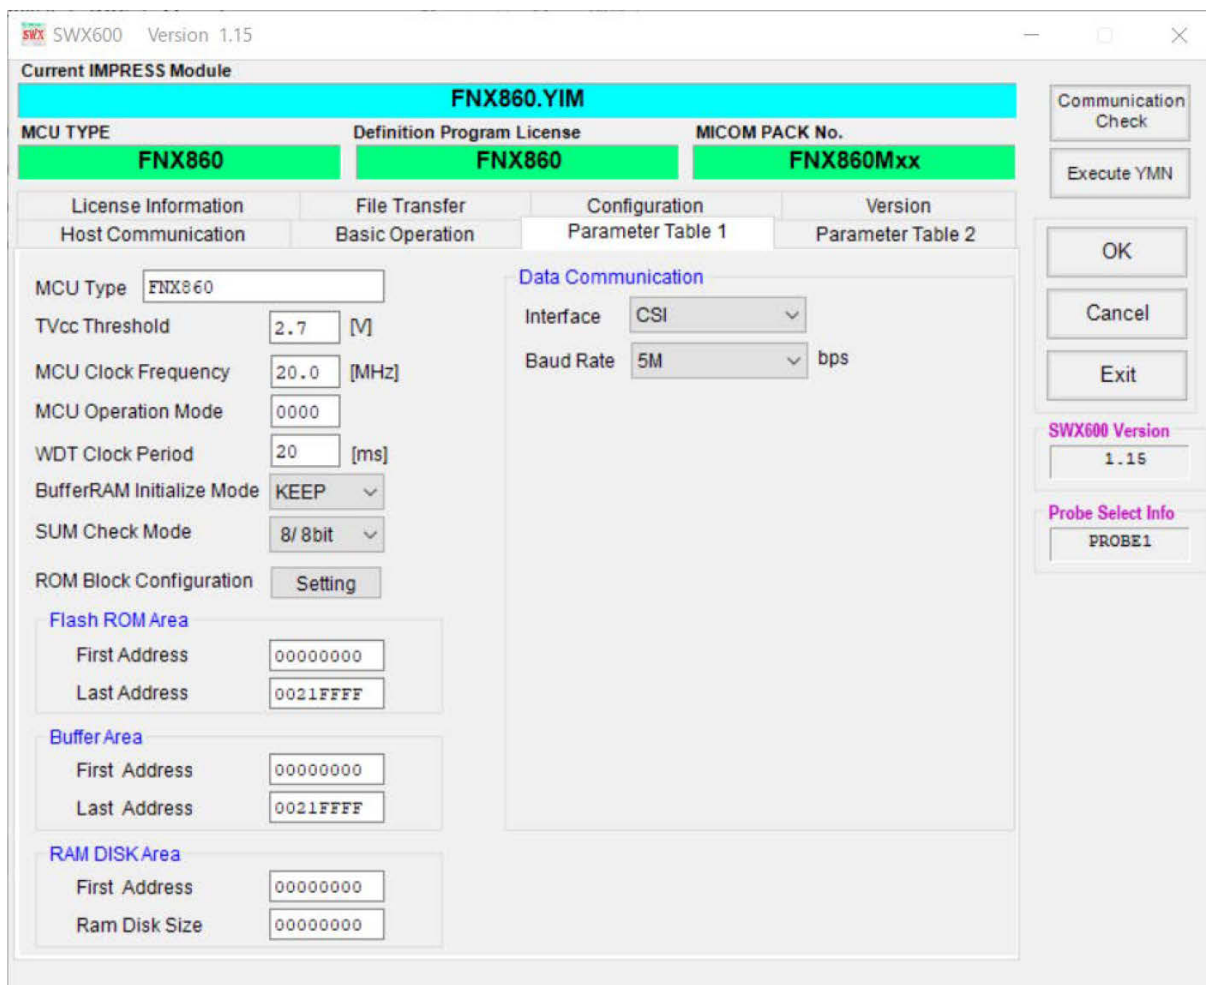 SWX SWX600 Version 1.15
Current IMPRESS Module
FNX860.YIM
MCU TYPE Definition Program License MICOM PACK No.
FNX860 FNX860 FNX860Mxx
Communication Check
Execute YMN
License Information File Transfer Configuration Version
Host Communication Basic Operation Parameter Table 1 Parameter Table 2
MCU Type FNX860
TVcc Threshold 2.7 [V]
MCU Clock Frequency 20.0 [MHz]
MCU Operation Mode 0000
WDT Clock Period 20 [ms]
BufferRAM Initialize Mode KEEP
SUM Check Mode 8/ 8bit
ROM Block Configuration Setting
Flash ROM Area
First Address 00000000
Last Address 0021FFFF
Buffer Area
First Address 00000000
Last Address 0021FFFF
RAM DISK Area
First Address 00000000
Ram Disk Size 00000000
Data Communication
Interface CSI
Baud Rate 5M bps
OK
Cancel
Exit
SWX600 Version
1.15
Probe Select Info
PROBE1